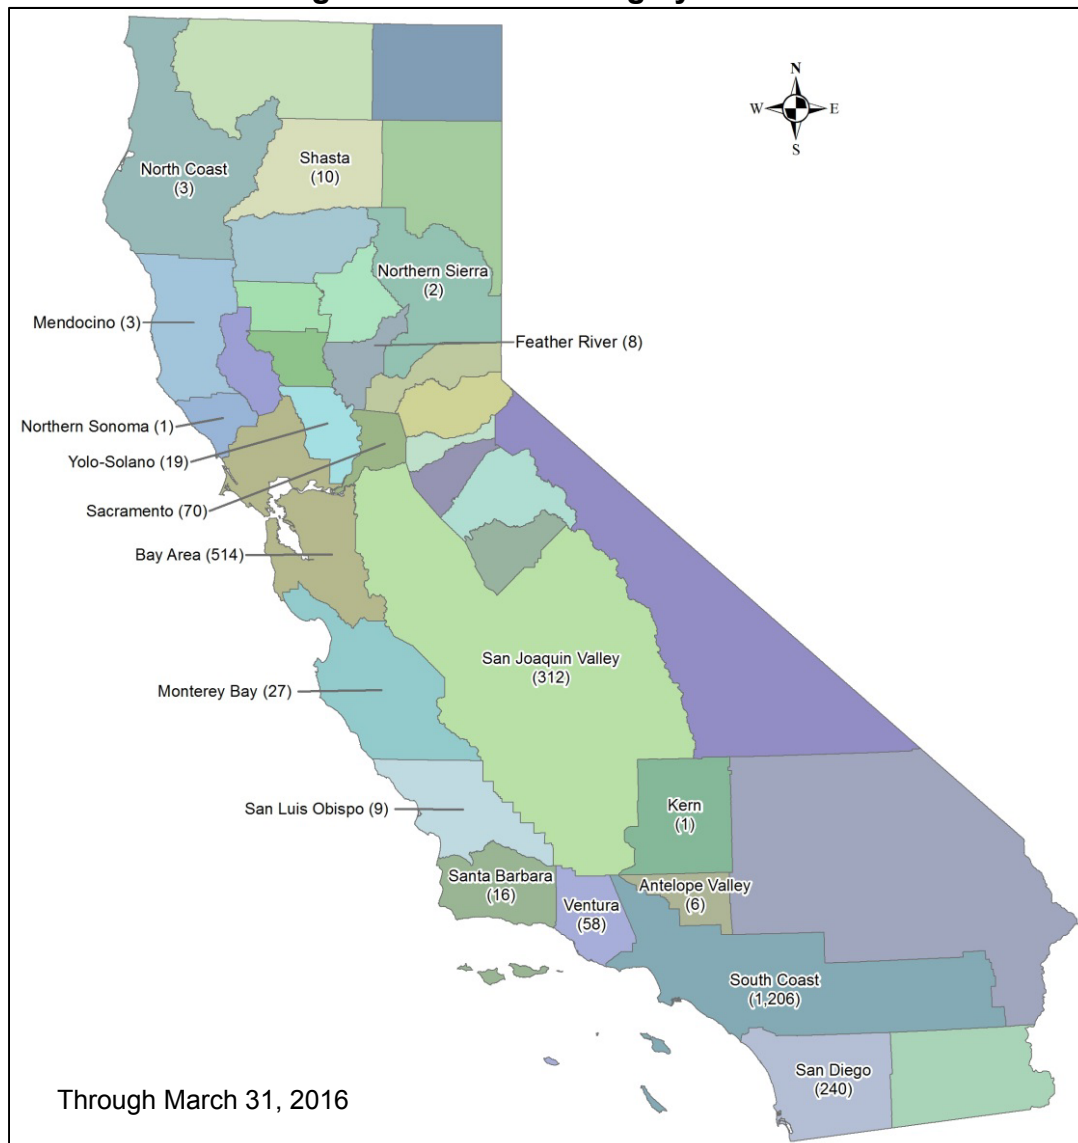 N
W E
S
North Coast
(3)
Shasta
(10)
Northern Sierra
(2)
Mendocino (3)
Feather River (8)
Northern Sonoma (1)
Yolo-Solano (19)
Sacramento (70)
Bay Area (514)
San Joaquin Valley
(312)
Monterey Bay (27)
San Luis Obispo (9)
Kern
(1)
Santa Barbara
(16)
Ventura
(58)
Antelope Valley
(6)
South Coast
(1,206)
San Diego
(240)
Through March 31, 2016